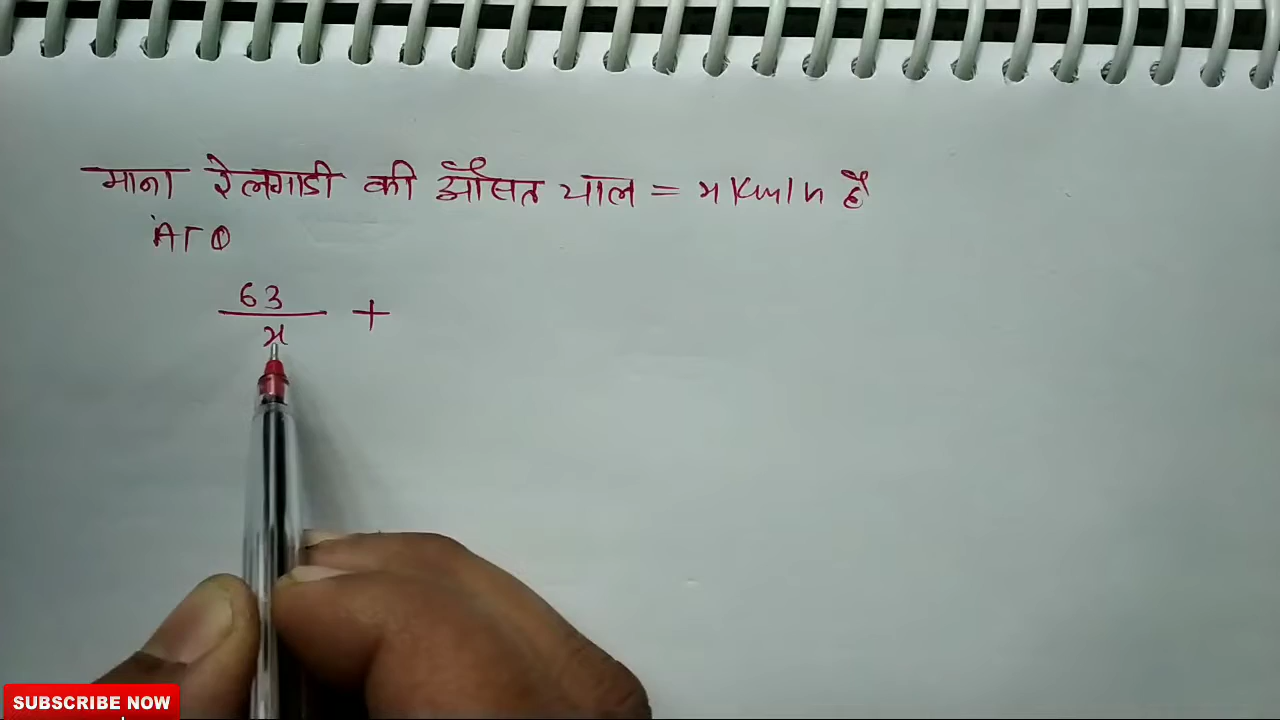 माना रेलगाडी की औसत चाल = x km/h है
ATQ
63
x
+
SUBSCRIBE NOW